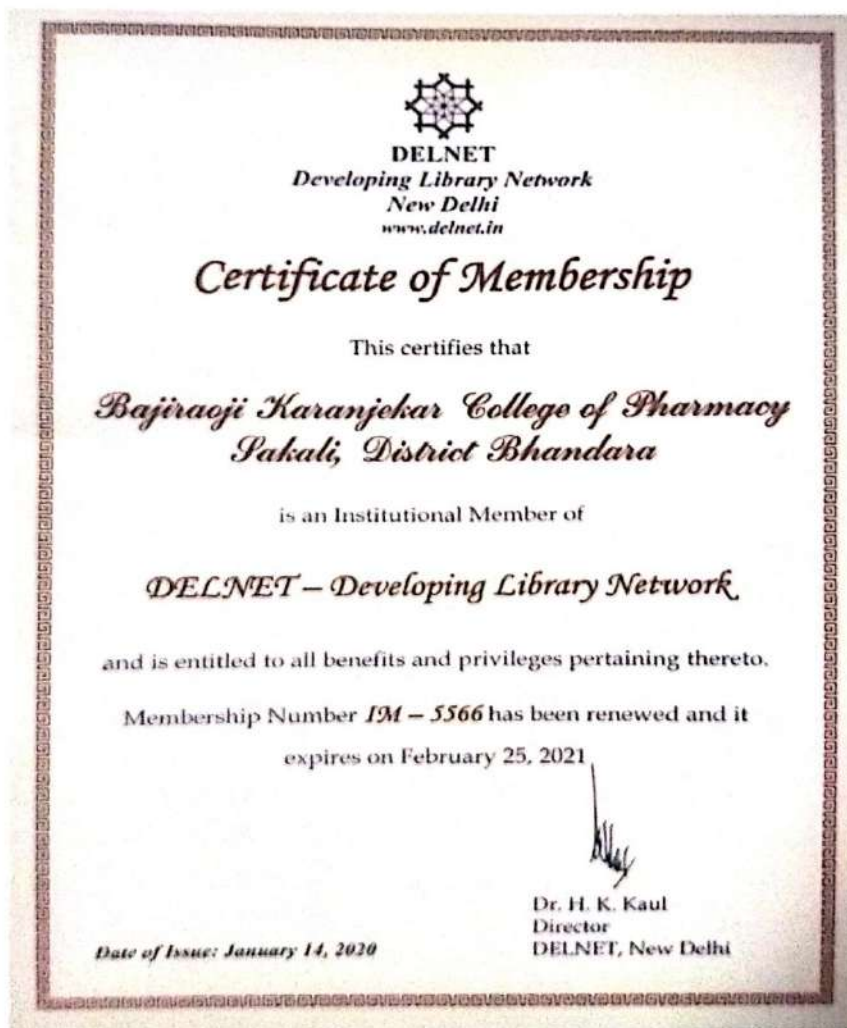 DELNET
Developing Library Network
New Delhi
www.delnet.in
Certificate of Membership
This certifies that
Bajiraoji Karanjekar College of Pharmacy
Sakali, District Bhandara
is an Institutional Member of
DELNET – Developing Library Network
and is entitled to all benefits and privileges pertaining thereto.
Membership Number IM – 5566 has been renewed and it
expires on February 25, 2021
Dr. H. K. Kaul
Director
DELNET, New Delhi
Date of Issue: January 14, 2020